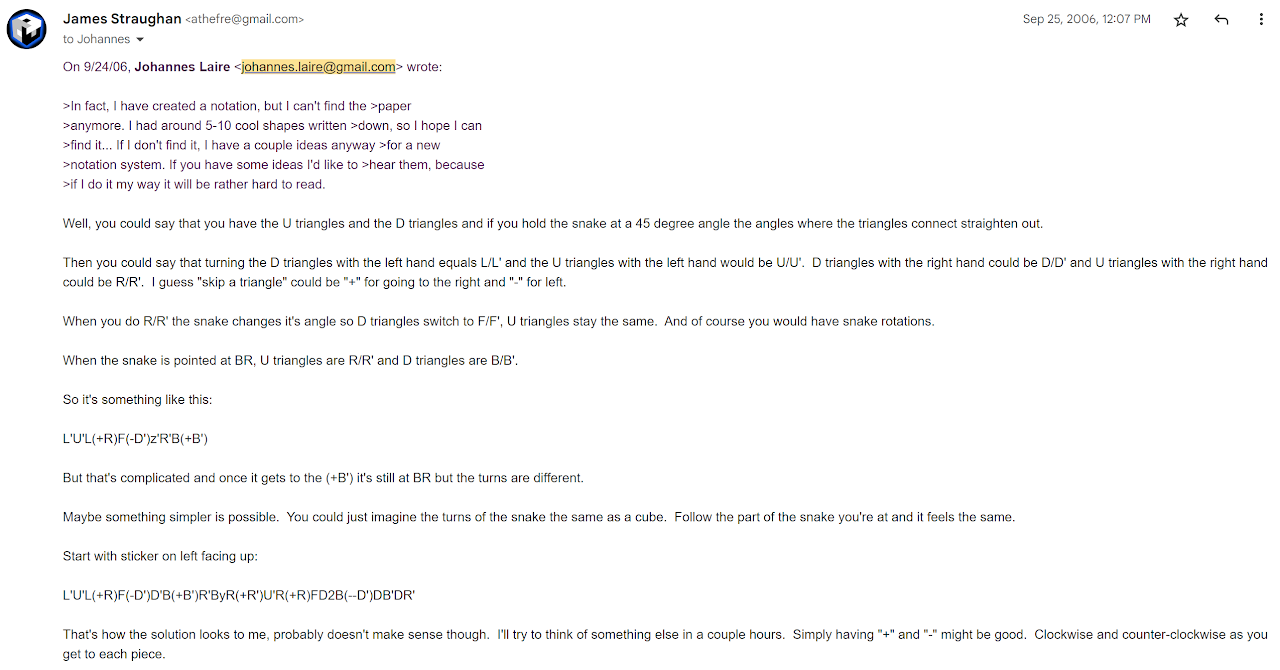 James Straughan <athefre@gmail.com>
Sep 25, 2006, 12:07 PM
to Johannes
On 9/24/06, Johannes Laire <johannes.laire@gmail.com> wrote:
>In fact, I have created a notation, but I can't find the >paper
>anymore. I had around 5-10 cool shapes written >down, so I hope I can
>find it... If I don't find it, I have a couple ideas anyway >for a new
>notation system. If you have some ideas I'd like to >hear them, because
>if I do it my way it will be rather hard to read.
Well, you could say that you have the U triangles and the D triangles and if you hold the snake at a 45 degree angle the angles where the triangles connect straighten out.
Then you could say that turning the D triangles with the left hand equals L/L' and the U triangles with the left hand would be U/U'.  D triangles with the right hand could be D/D' and U triangles with the right hand
could be R/R'.  I guess "skip a triangle" could be "+" for going to the right and "-" for left.
When you do R/R' the snake changes it's angle so D triangles switch to F/F', U triangles stay the same.  And of course you would have snake rotations.
When the snake is pointed at BR, U triangles are R/R' and D triangles are B/B'.
So it's something like this:
L'U'L(+R)F(-D')z'R'B(+B')
But that's complicated and once it gets to the (+B') it's still at BR but the turns are different.
Maybe something simpler is possible.  You could just imagine the turns of the snake the same as a cube.  Follow the part of the snake you're at and it feels the same.
Start with sticker on left facing up:
L'U'L(+R)F(-D')D'B(+B')R'ByR(+R')U'R(+R)FD2B(--D')DB'DR'
That's how the solution looks to me, probably doesn't make sense though.  I'll try to think of something else in a couple hours.  Simply having "+" and "-" might be good.  Clockwise and counter-clockwise as you
get to each piece.